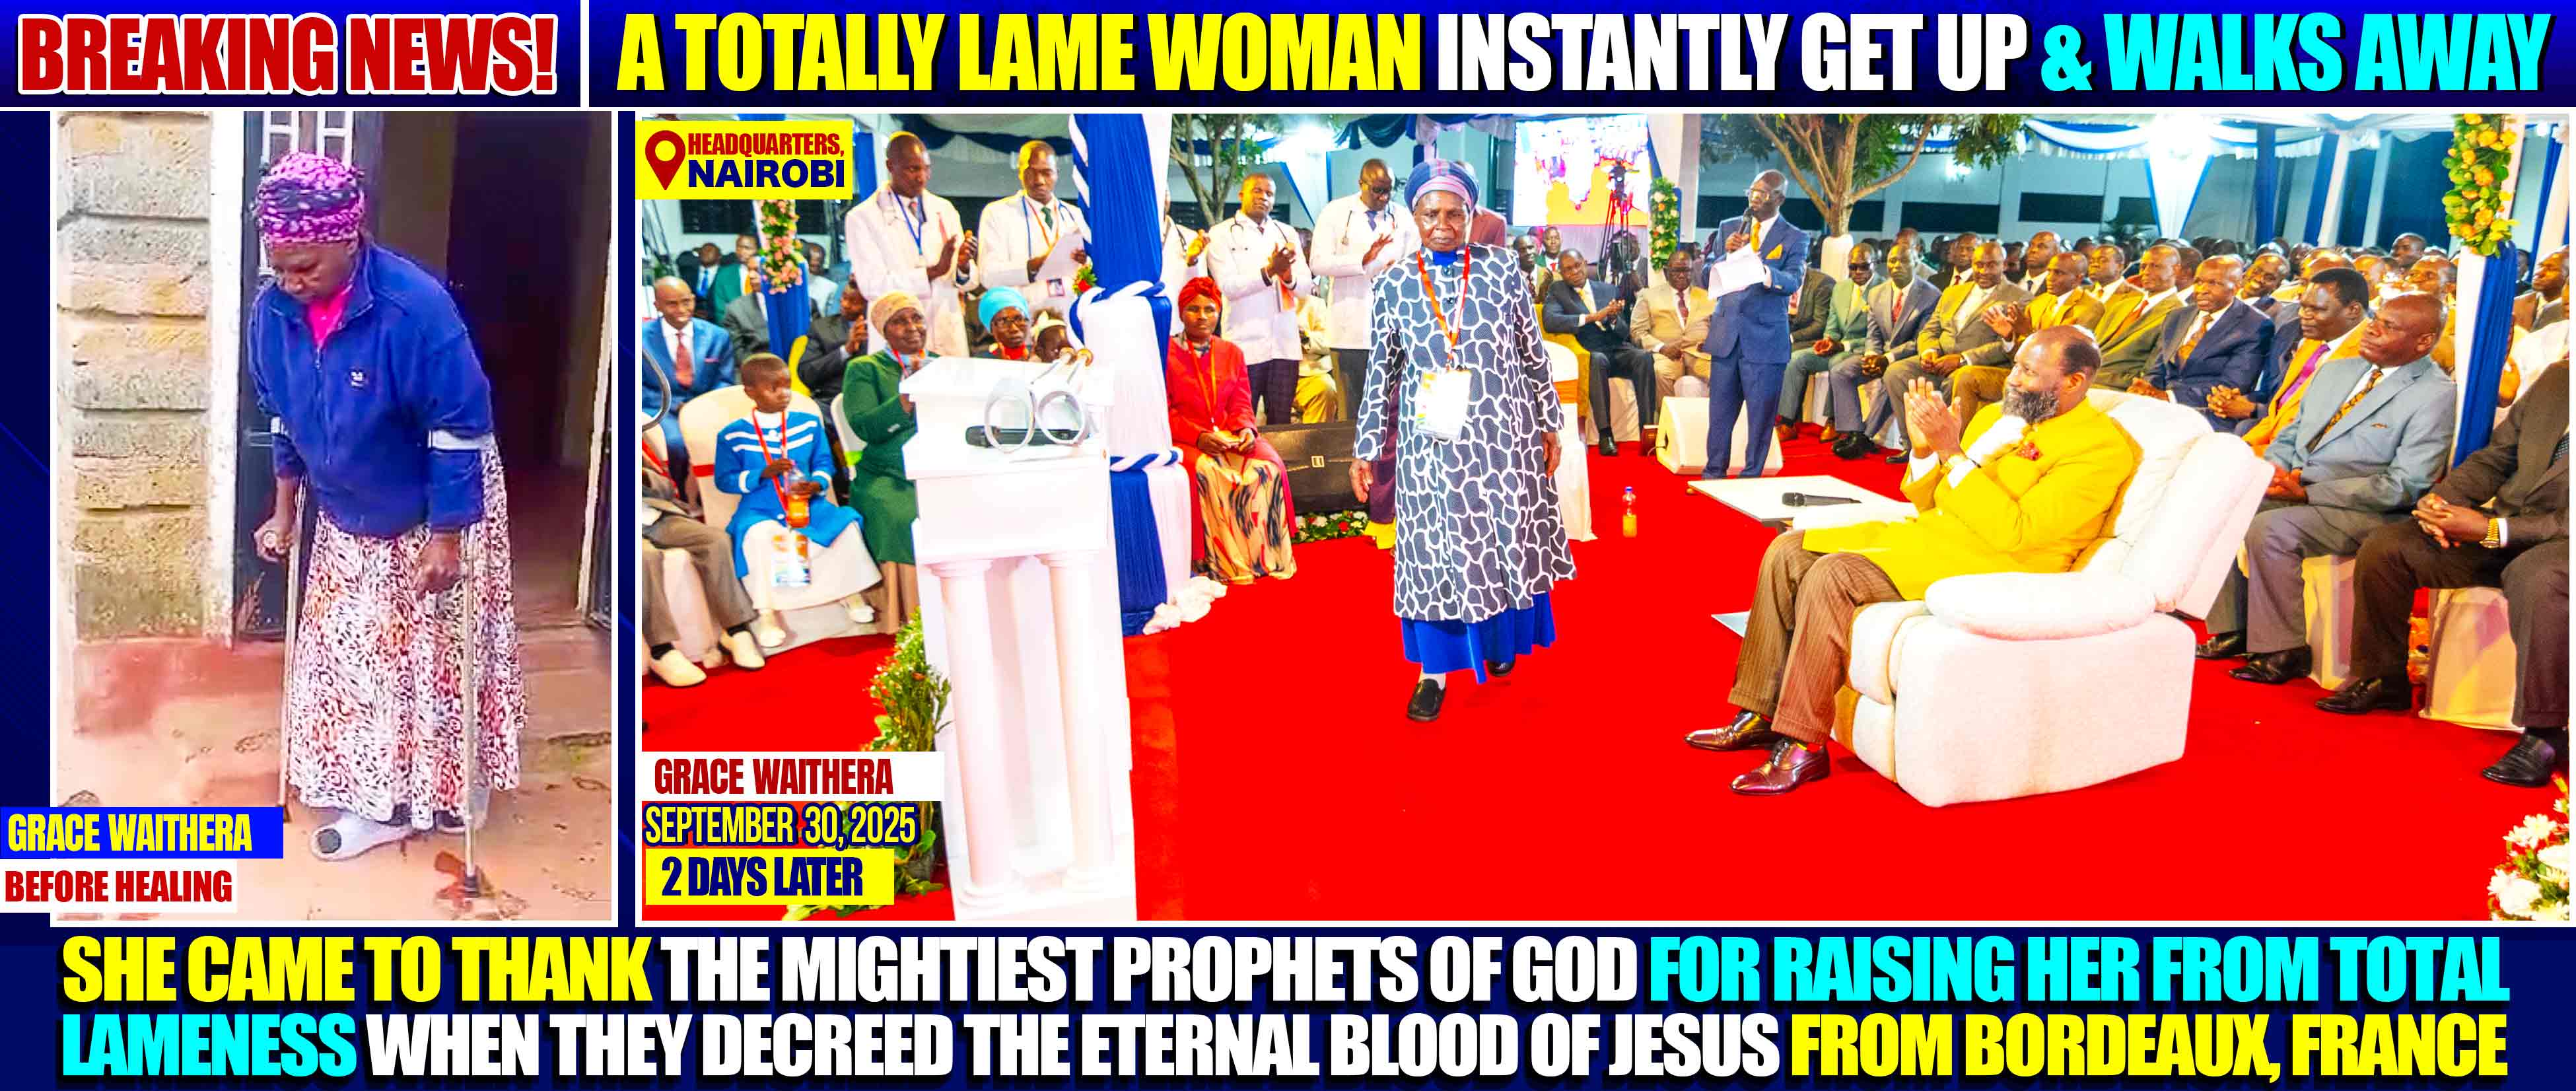 BREAKING NEWS!
A TOTALLY LAME WOMAN INSTANTLY GET UP & WALKS AWAY
HEADQUARTERS,
NAIROBI
GRACE WAITHERA
BEFORE HEALING
GRACE WAITHERA
SEPTEMBER 30, 2025
2 DAYS LATER
SHE CAME TO THANK THE MIGHTIEST PROPHETS OF GOD FOR RAISING HER FROM TOTAL
LAMENESS WHEN THEY DECREED THE ETERNAL BLOOD OF JESUS FROM BORDEAUX, FRANCE